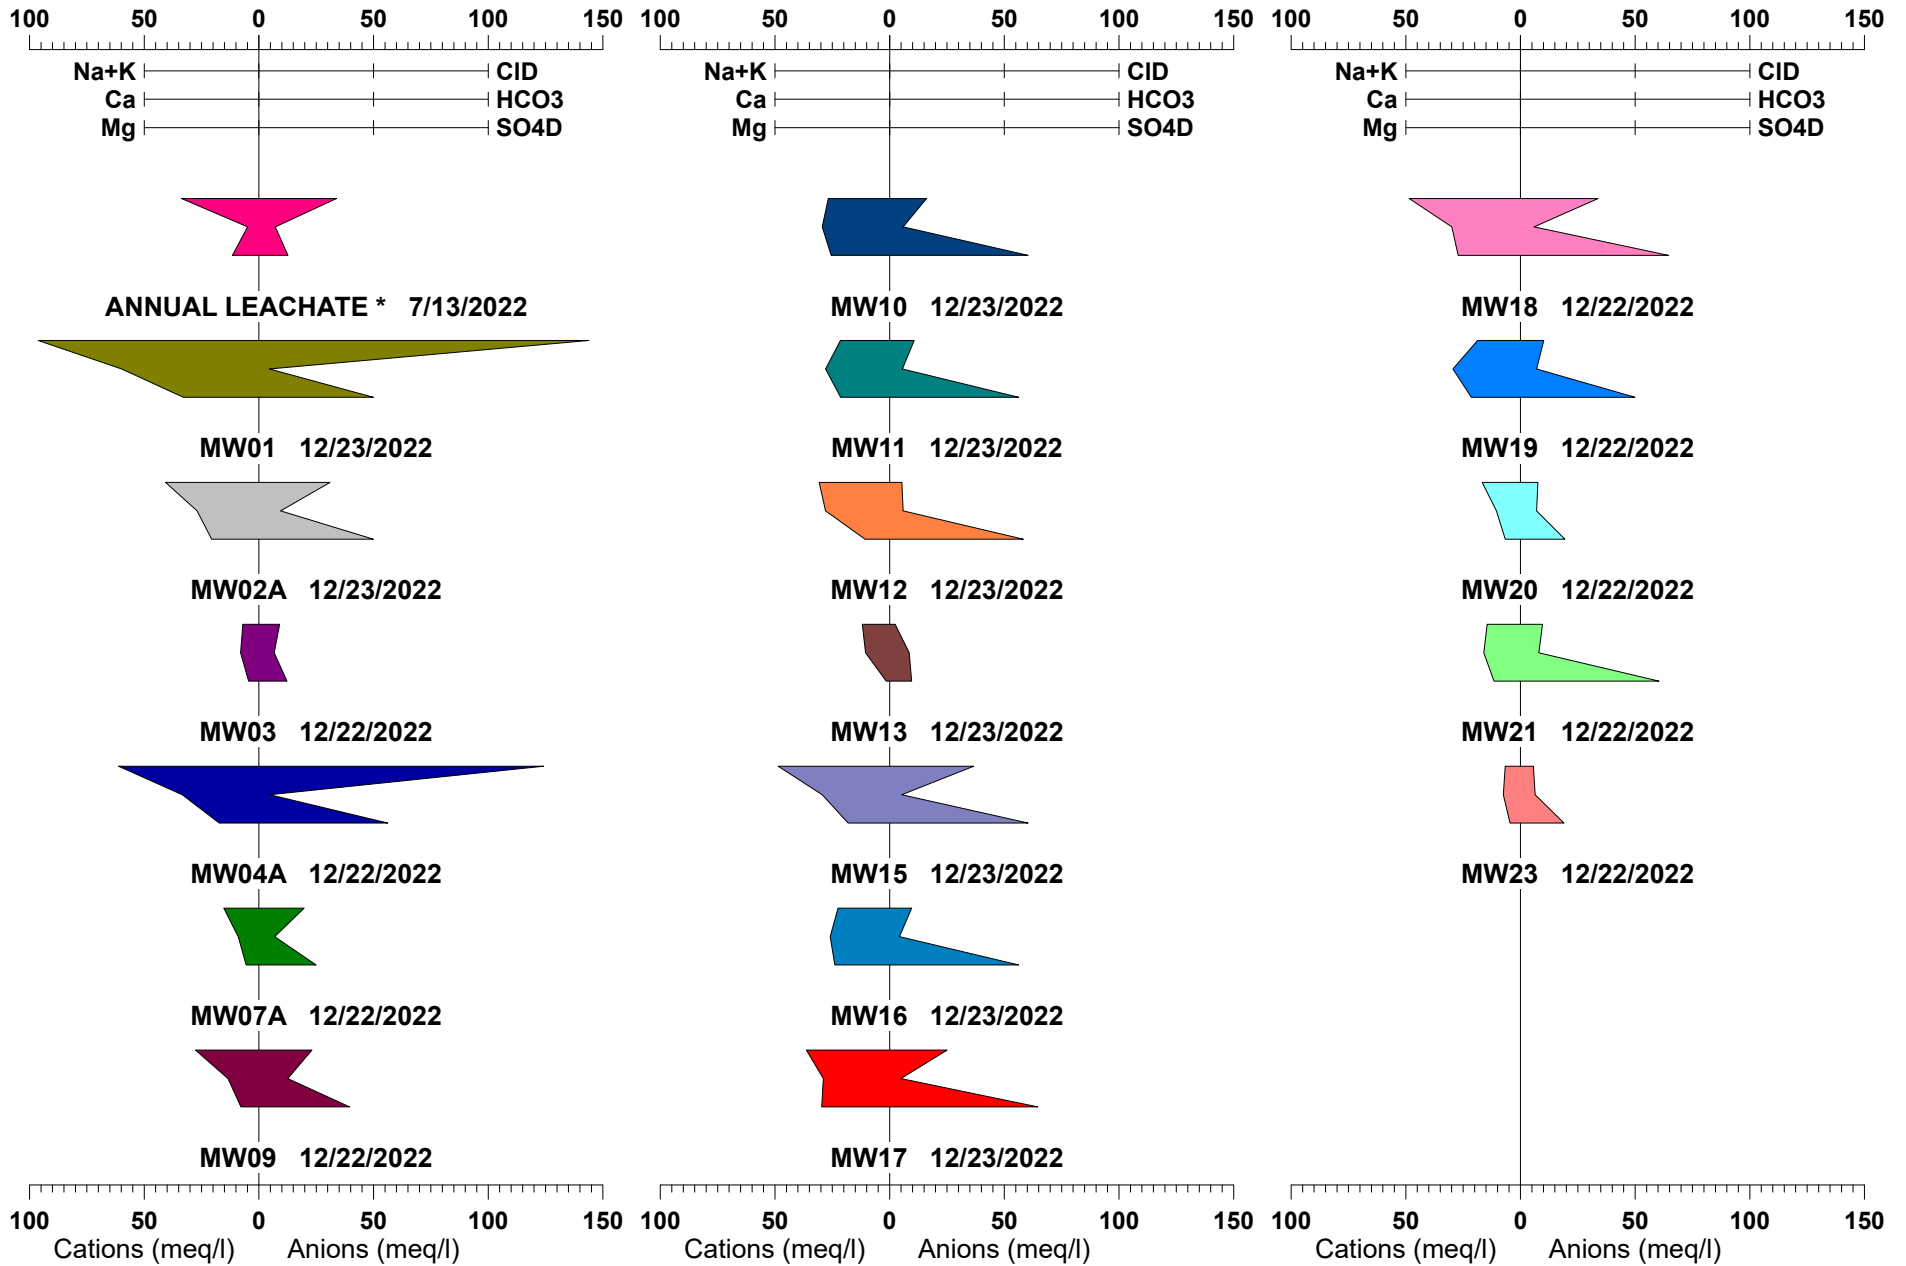 100 50 0 50 100 150 100 50 0 50 100 150 100 50 0 50 100 150
Na+K ClD Na+K ClD Na+K ClD
Ca HCO3 Ca HCO3 Ca HCO3
Mg SO4D Mg SO4D Mg SO4D
ANNUAL LEACHATE * 7/13/2022 MW10 12/23/2022 MW18 12/22/2022
MW01 12/23/2022 MW11 12/23/2022 MW19 12/22/2022
MW02A 12/23/2022 MW12 12/23/2022 MW20 12/22/2022
MW03 12/22/2022 MW13 12/23/2022 MW21 12/22/2022
MW04A 12/22/2022 MW15 12/23/2022 MW23 12/22/2022
MW07A 12/22/2022 MW16 12/23/2022
MW09 12/22/2022 MW17 12/23/2022
100 50 0 50 100 150 100 50 0 50 100 150 100 50 0 50 100 150
Cations (meq/l) Anions (meq/l) Cations (meq/l) Anions (meq/l) Cations (meq/l) Anions (meq/l)